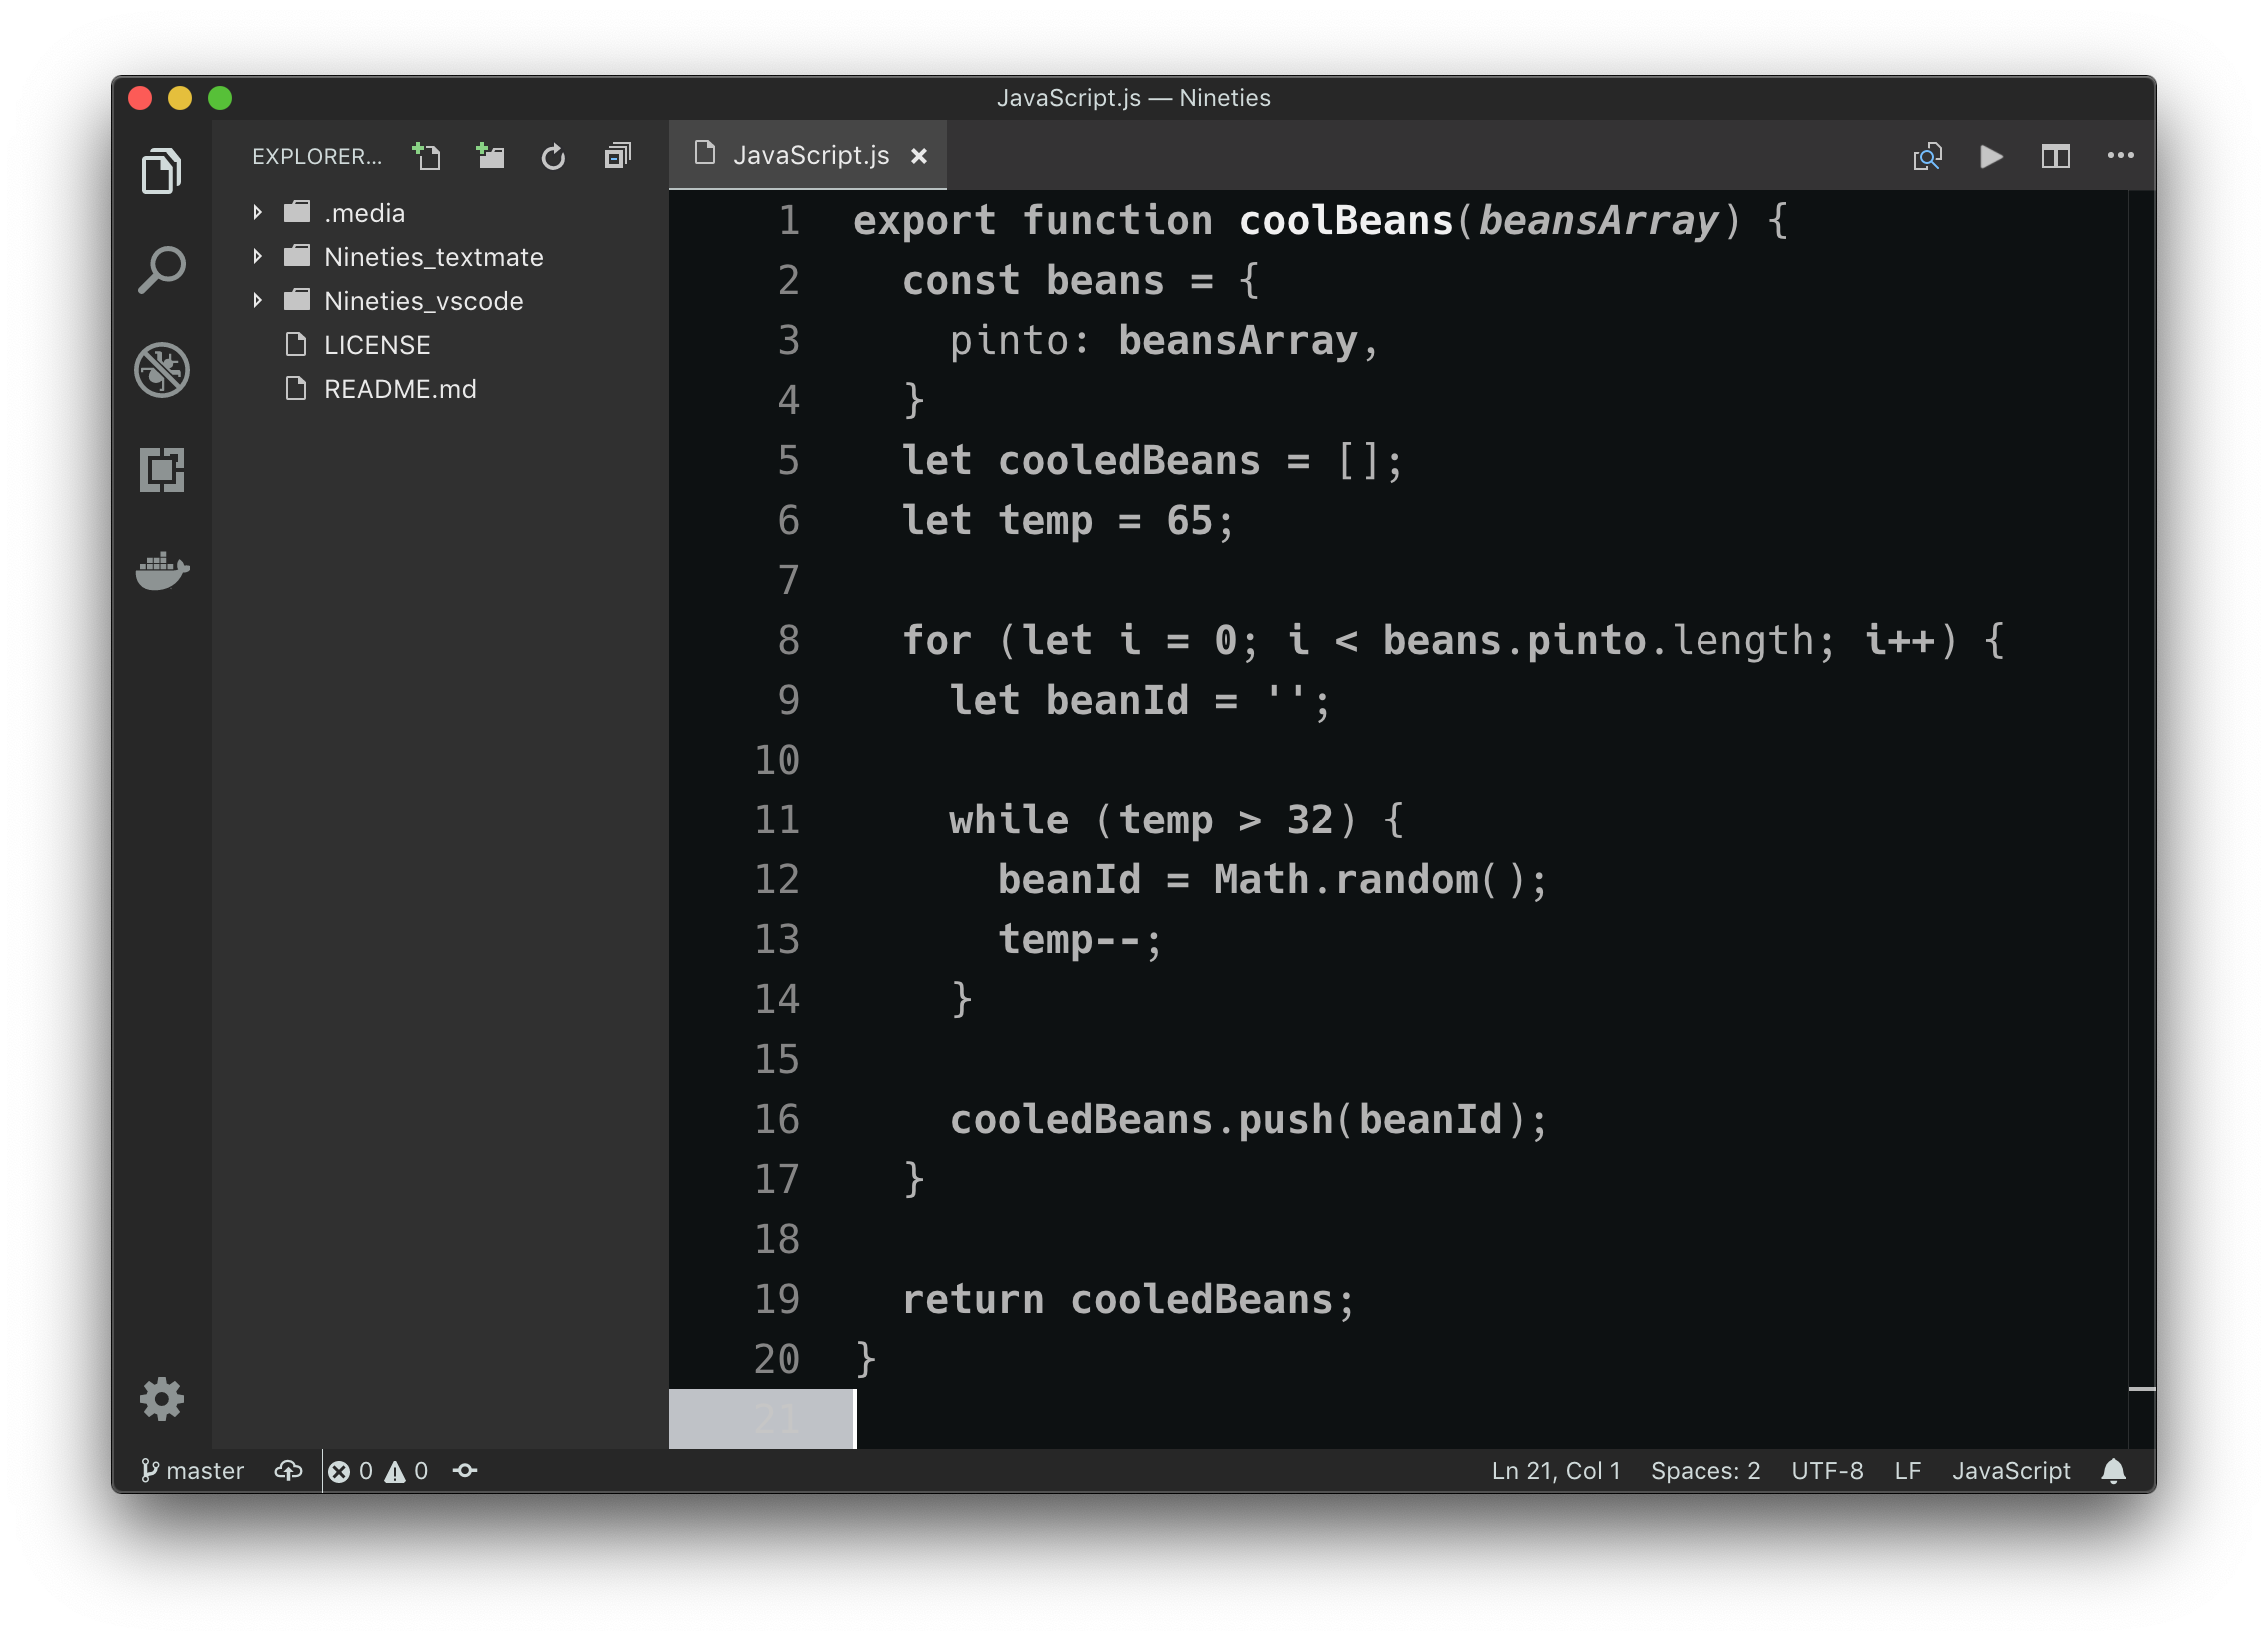 JavaScript.js — Nineties
EXPLORER...
.media
Nineties_textmate
Nineties_vscode
LICENSE
README.md
JavaScript.js
1 export function coolBeans(beansArray) {
2   const beans = {
3     pinto: beansArray,
4   }
5   let cooledBeans = [];
6   let temp = 65;
7
8   for (let i = 0; i < beans.pinto.length; i++) {
9     let beanId = '';
10
11     while (temp > 32) {
12       beanId = Math.random();
13       temp--;
14     }
15
16     cooledBeans.push(beanId);
17   }
18
19   return cooledBeans;
20 }
21
master 0 0 Ln 21, Col 1 Spaces: 2 UTF-8 LF JavaScript